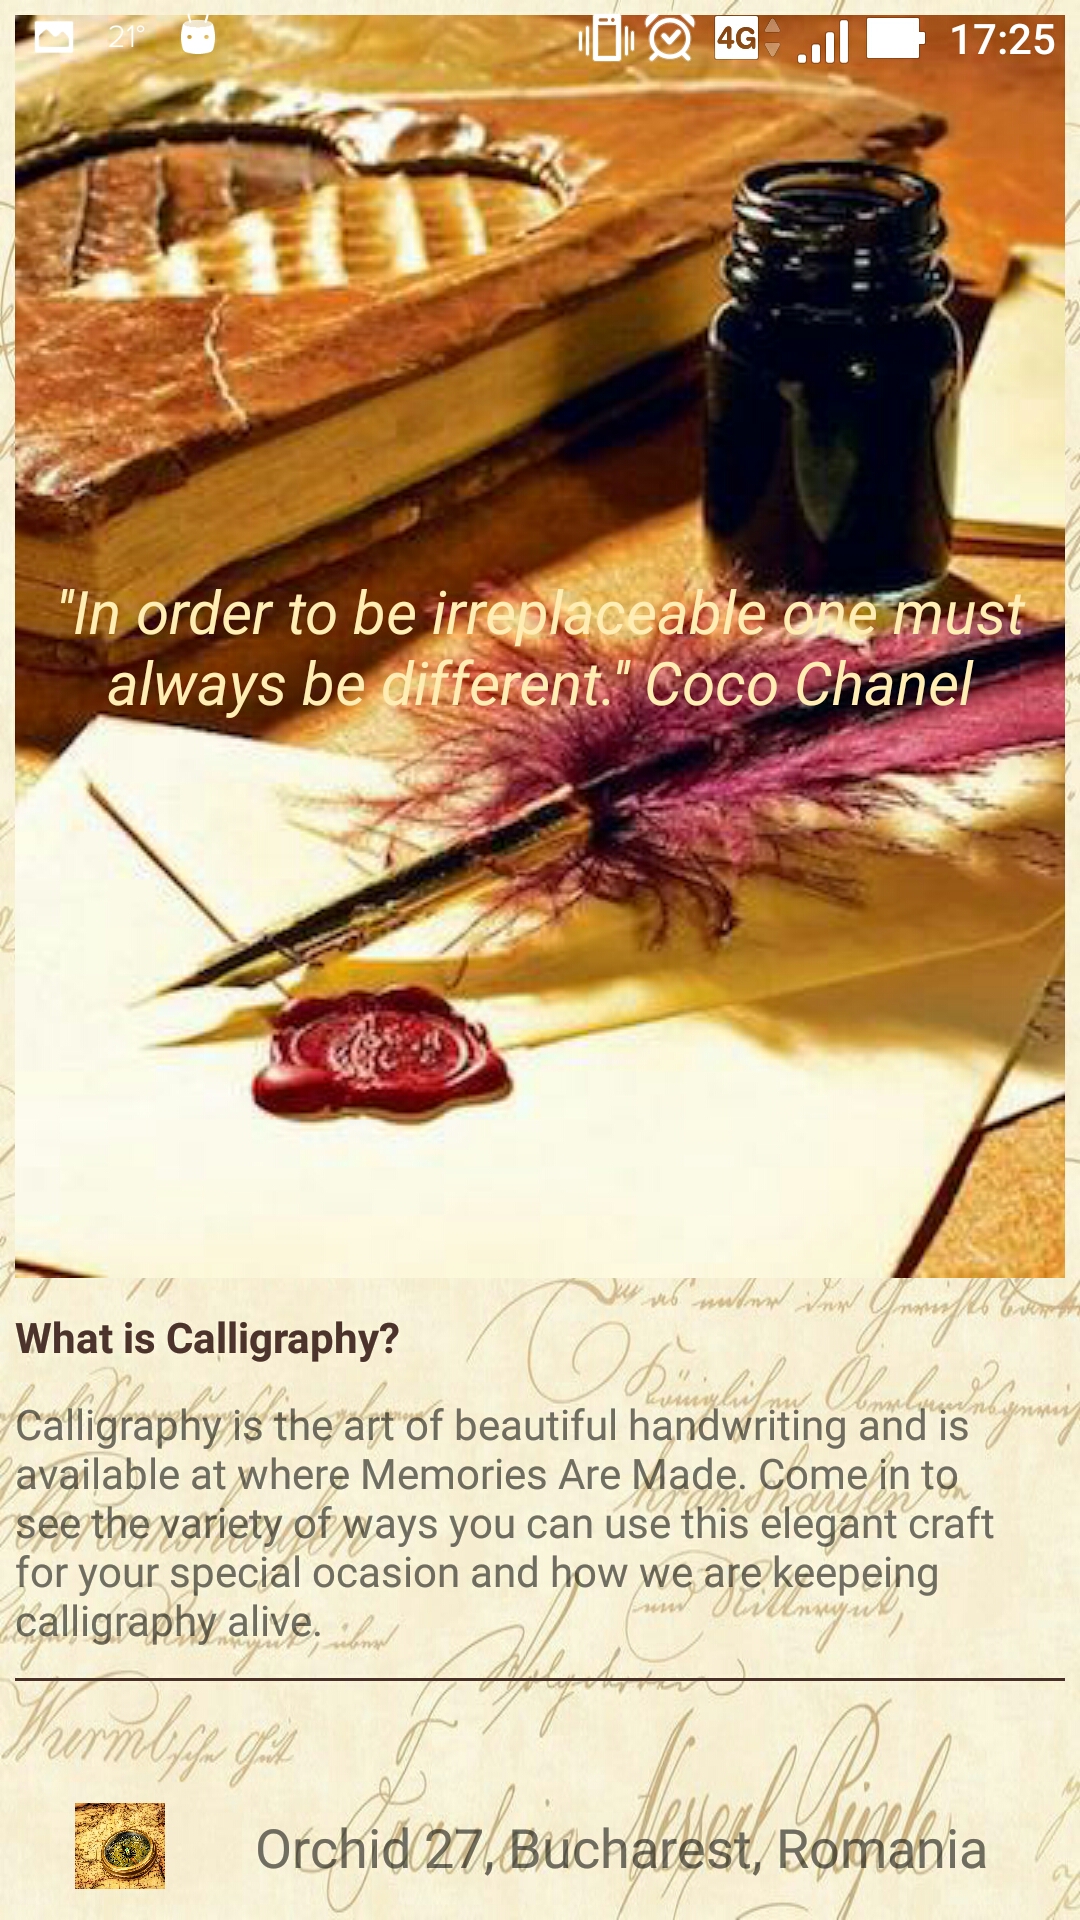 21°
4G
17:25
"In order to be irreplaceable one must
always be different." Coco Chanel
What is Calligraphy?
Calligraphy is the art of beautiful handwriting and is
available at where Memories Are Made. Come in to
see the variety of ways you can use this elegant craft
for your special ocasion and how we are keepeing
calligraphy alive.
Orchid 27, Bucharest, Romania